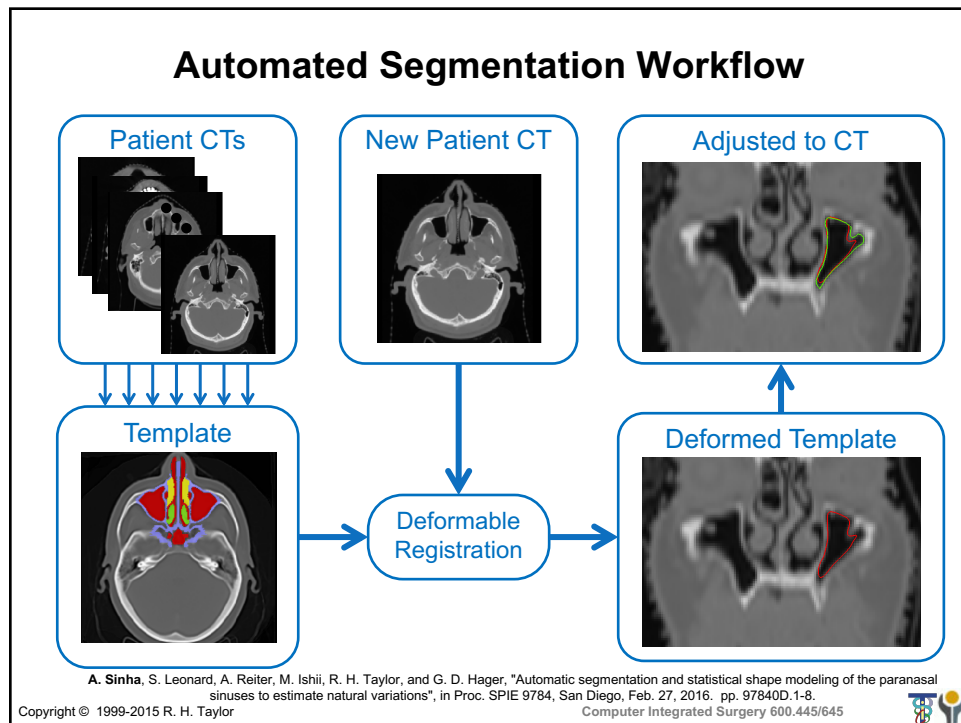 Automated Segmentation Workflow
Patient CTs
New Patient CT
Adjusted to CT
Template
Deformable
Registration
Deformed Template
A. Sinha, S. Leonard, A. Reiter, M. Ishii, R. H. Taylor, and G. D. Hager, "Automatic segmentation and statistical shape modeling of the paranasal
sinuses to estimate natural variations", in Proc. SPIE 9784, San Diego, Feb. 27, 2016. pp. 97840D.1-8.
Copyright © 1999-2015 R. H. Taylor
Computer Integrated Surgery 600.445/645